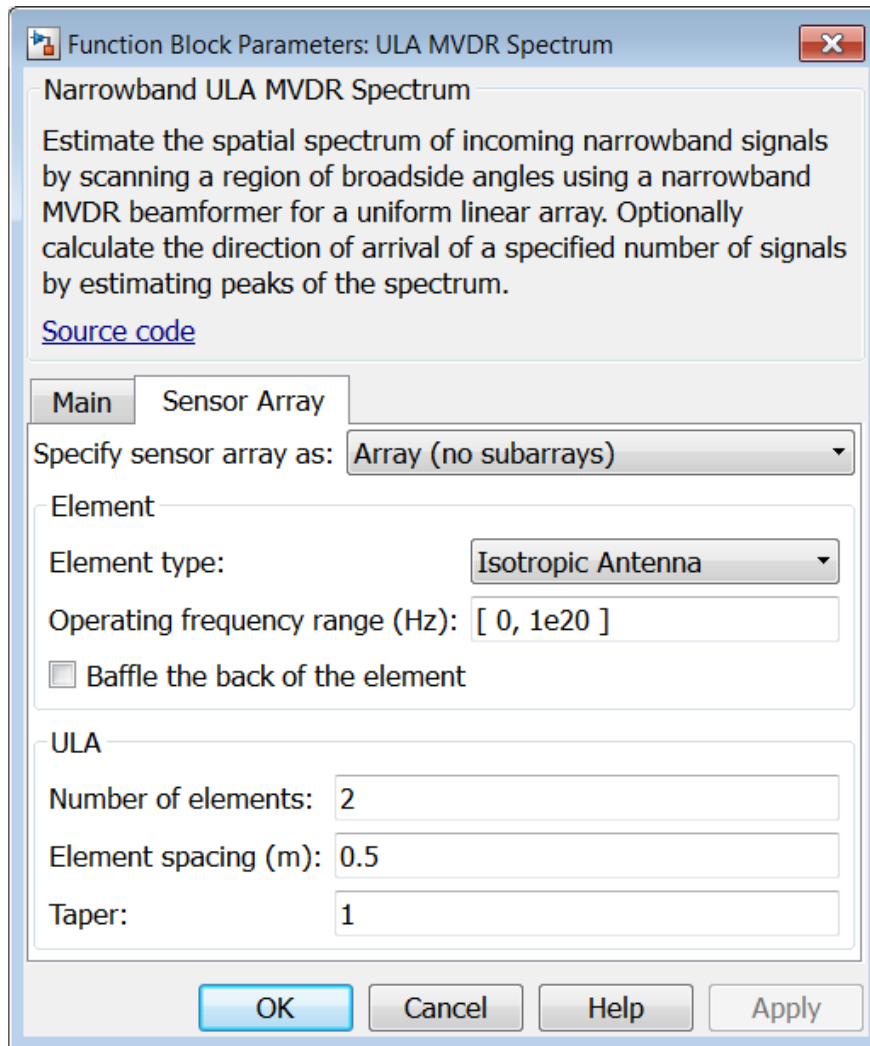 Function Block Parameters: ULA MVDR Spectrum
Narrowband ULA MVDR Spectrum
Estimate the spatial spectrum of incoming narrowband signals
by scanning a region of broadside angles using a narrowband
MVDR beamformer for a uniform linear array. Optionally
calculate the direction of arrival of a specified number of signals
by estimating peaks of the spectrum.
Source code
Main Sensor Array
Specify sensor array as: Array (no subarrays)
Element
Element type: Isotropic Antenna
Operating frequency range (Hz): [ 0, 1e20 ]
Baffle the back of the element
ULA
Number of elements: 2
Element spacing (m): 0.5
Taper: 1
OK Cancel Help Apply